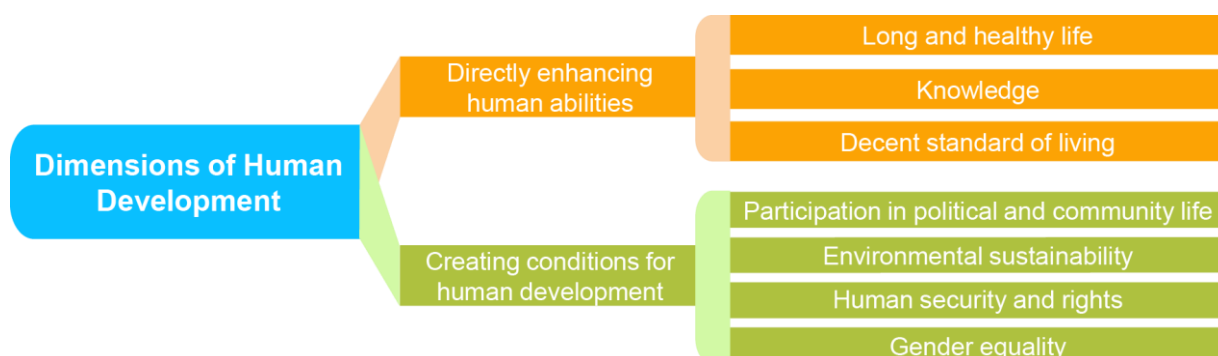 Dimensions of Human
Development
Directly enhancing
human abilities
Long and healthy life
Knowledge
Decent standard of living
Creating conditions for
human development
Participation in political and community life
Environmental sustainability
Human security and rights
Gender equality